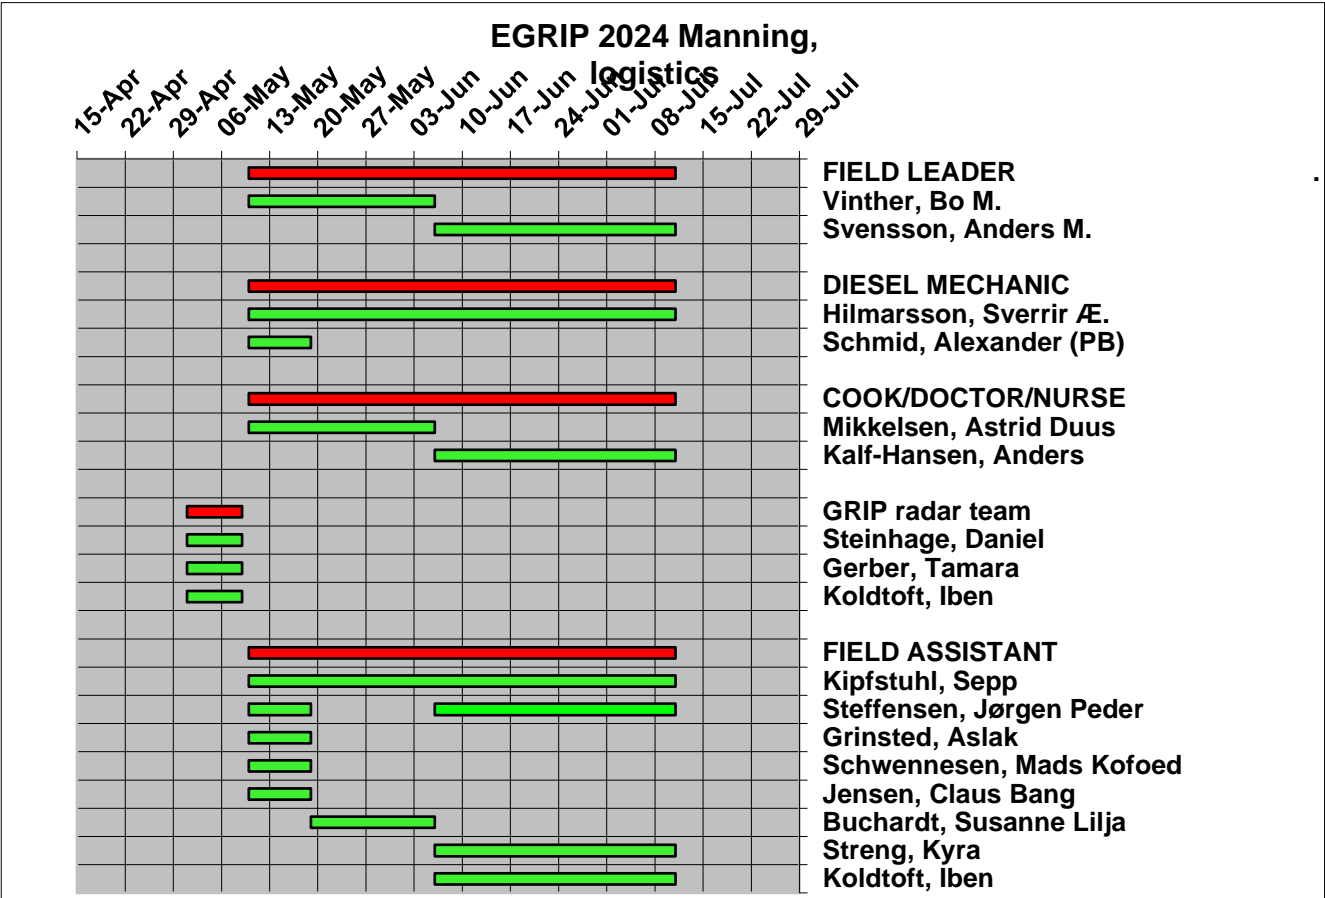 EGRIP 2024 Manning,
logistics
15-Apr
22-Apr
29-Apr
06-May
13-May
20-May
27-May
03-Jun
10-Jun
17-Jun
24-Jun
01-Jul
08-Jul
15-Jul
22-Jul
29-Jul
FIELD LEADER .
Vinther, Bo M.
Svensson, Anders M.
DIESEL MECHANIC
Hilmarsson, Sverrir Æ.
Schmid, Alexander (PB)
COOK/DOCTOR/NURSE
Mikkelsen, Astrid Duus
Kalf-Hansen, Anders
GRIP radar team
Steinhage, Daniel
Gerber, Tamara
Koldtoft, Iben
FIELD ASSISTANT
Kipfstuhl, Sepp
Steffensen, Jørgen Peder
Grinsted, Aslak
Schwennesen, Mads Kofoed
Jensen, Claus Bang
Buchardt, Susanne Lilja
Streng, Kyra
Koldtoft, Iben